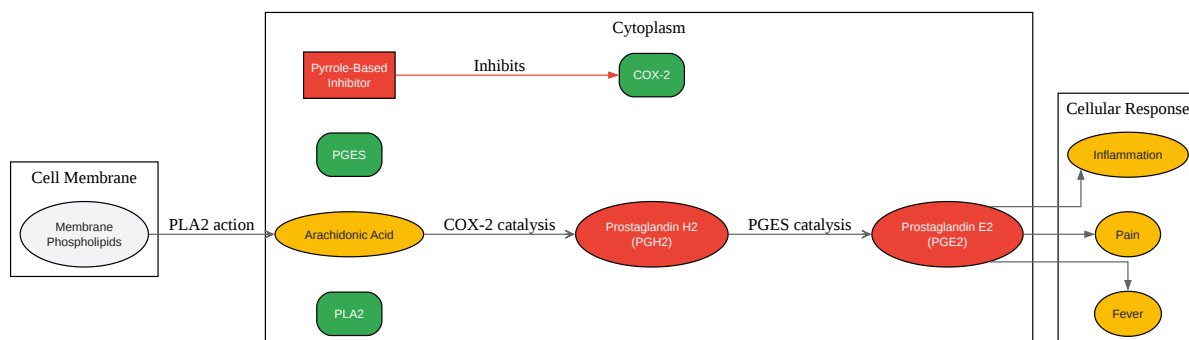 Cytoplasm
Pyrrole-Based
Inhibitor
Inhibits
COX-2
Cellular Response
PGES
Inflammation
Cell Membrane
Membrane
Phospholipids
PLA2 action
Arachidonic Acid
COX-2 catalysis
Prostaglandin H2
(PGH2)
PGES catalysis
Prostaglandin E2
(PGE2)
Pain
PLA2
Fever